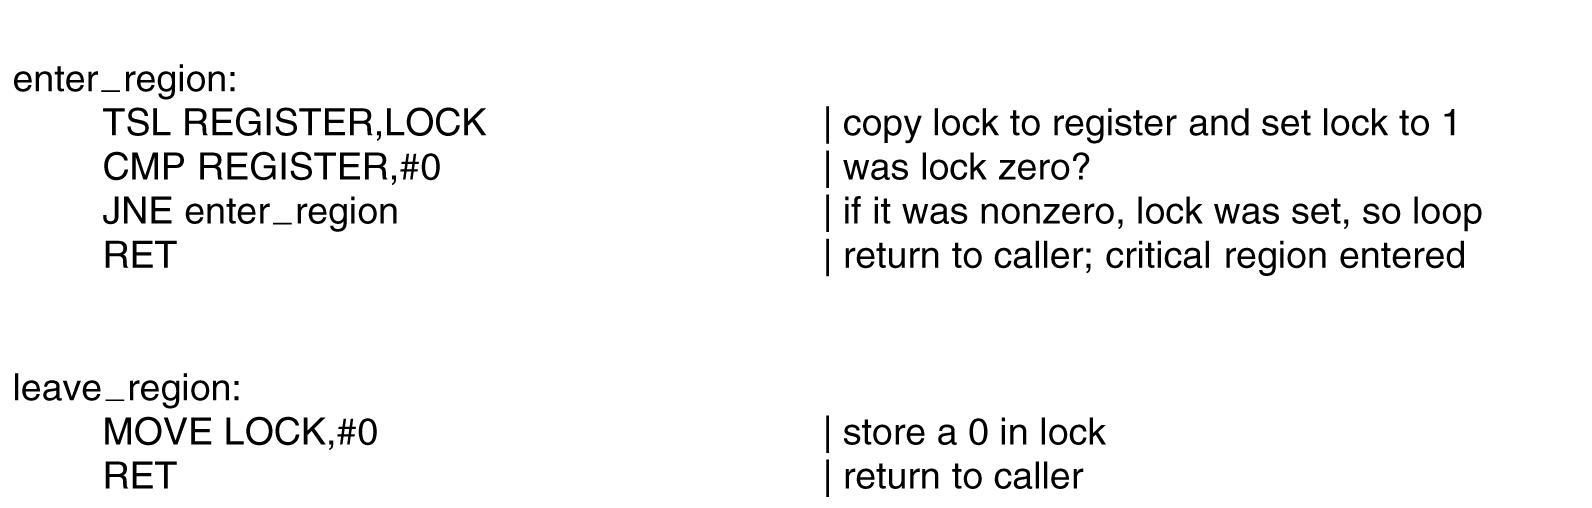 enter_region:
TSL REGISTER,LOCK | copy lock to register and set lock to 1
CMP REGISTER,#0 | was lock zero?
JNE enter_region | if it was nonzero, lock was set, so loop
RET | return to caller; critical region entered
leave_region:
MOVE LOCK,#0 | store a 0 in lock
RET | return to caller